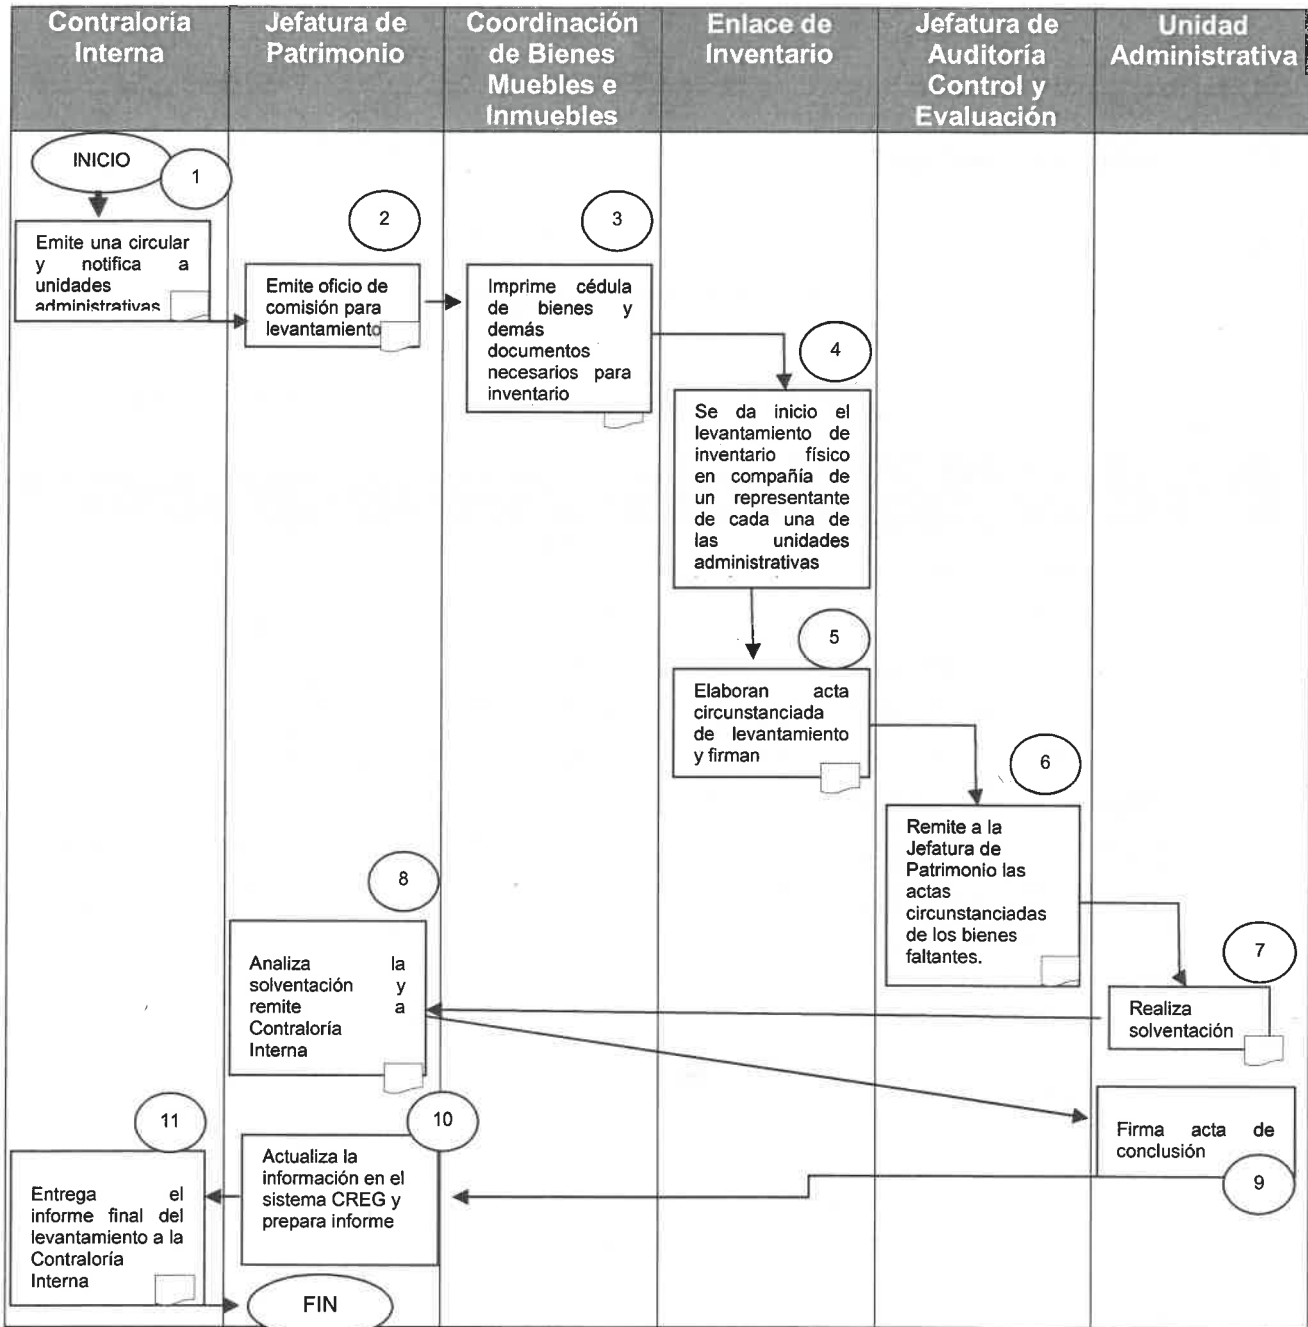 Contraloría
Interna
Jefatura de
Patrimonio
Coordinación
de Bienes
Muebles e
Inmuebles
Enlace de
Inventario
Jefatura de
Auditoría
Control y
Evaluación
Unidad
Administrativa
INICIO
1
Emite una circular
y notifica a
unidades
administrativas
2
Emite oficio de
comisión para
levantamiento
3
Imprime cédula
de bienes y
demás
documentos
necesarios para
inventario
4
Se da inicio el
levantamiento de
inventario físico
en compañía de
un representante
de cada una de
las unidades
administrativas
5
Elaboran acta
circunstanciada
de levantamiento
y firman
6
Remite a la
Jefatura de
Patrimonio las
actas
circunstanciadas
de los bienes
faltantes.
7
Realiza
solventación
8
Analiza la
solventación y
remite a
Contraloría
Interna
Firma acta de
conclusión
9
10
Actualiza la
información en el
sistema CREG y
prepara informe
11
Entrega el
informe final del
levantamiento a la
Contraloría
Interna
FIN